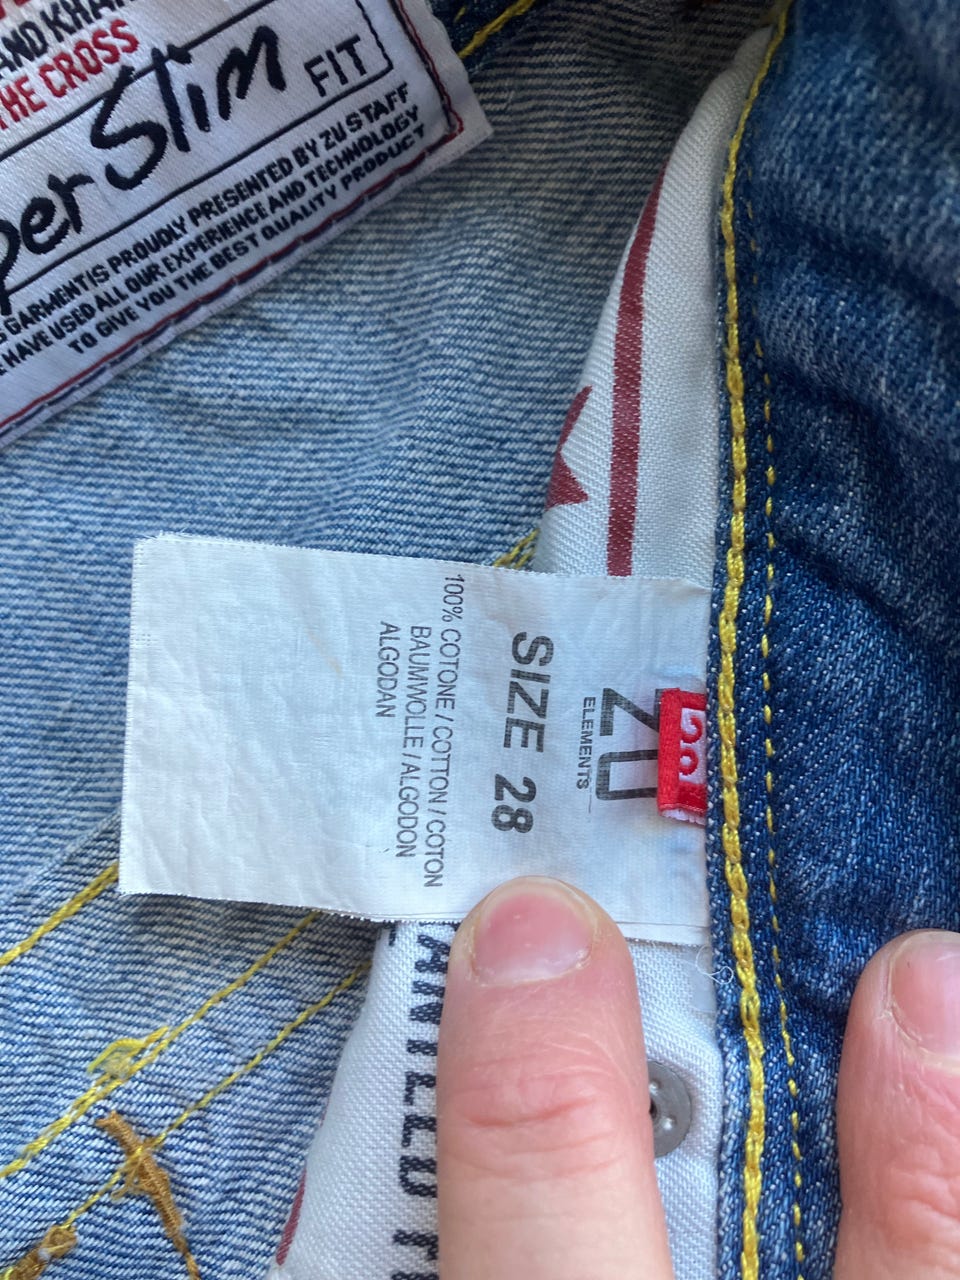 AND KHA
THE CROSS
per Slim FIT
GARMENT IS PROUDLY PRESENTED BY ZU STAFF
HAVE USED ALL OUR EXPERIENCE AND TECHNOLOGY
TO GIVE YOU THE BEST QUALITY PRODUCT
28
ZU
ELEMENTS
SIZE 28
100% COTONE / COTTON / COTON
BAUMWOLLE / ALGODON
ALGODAN